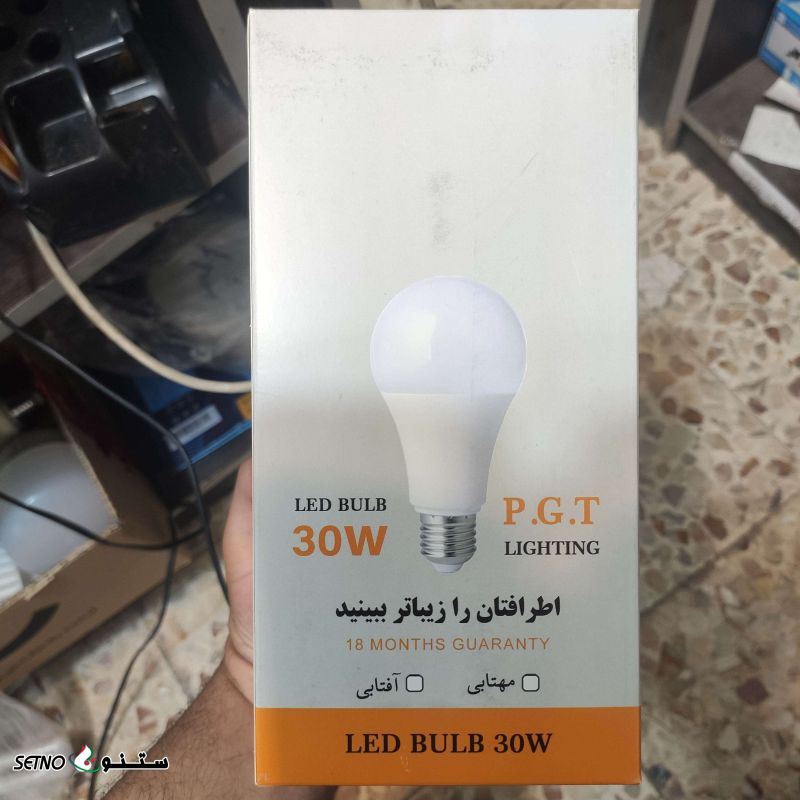 LED BULB
30W
P.G.T
LIGHTING
اطرافتان را زیباتر ببینید
18 MONTHS GUARANTY
مهتابی
آفتابی
LED BULB 30W
SETNO ستنو